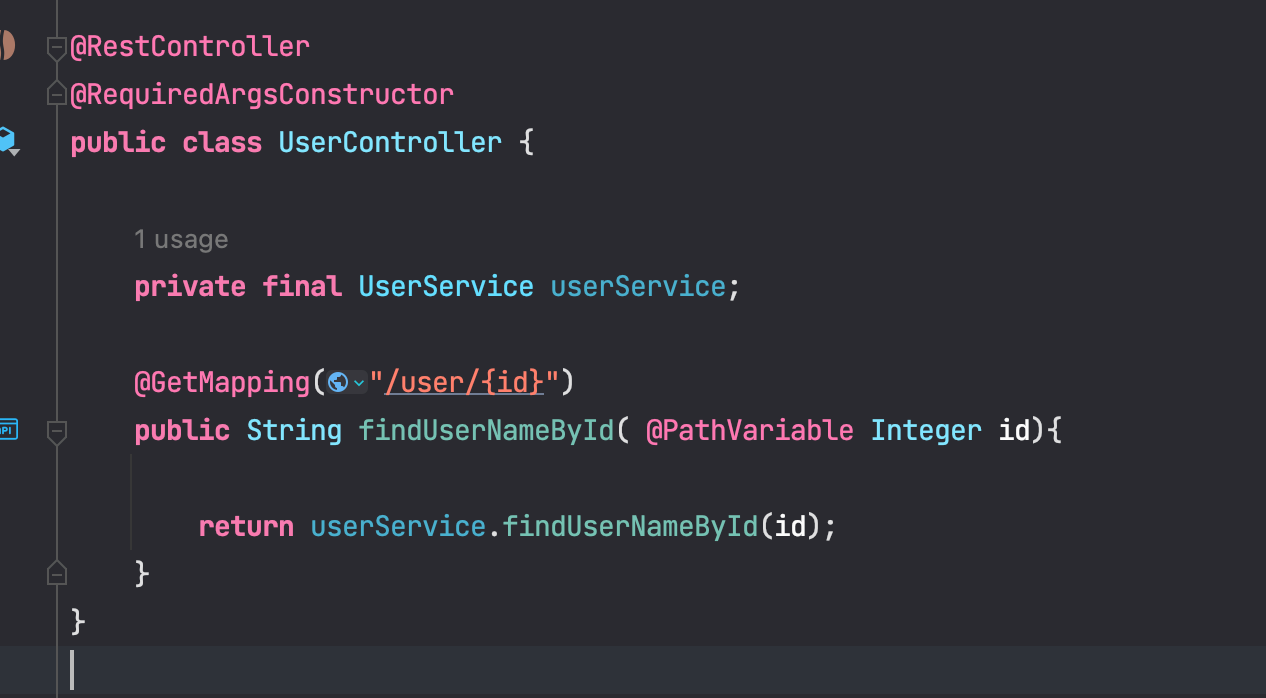 @RestController
@RequiredArgsConstructor
public class UserController {
1 usage
private final UserService userService;
@GetMapping("/user/{id}")
public String findUserNameById( @PathVariable Integer id){
return userService.findUserNameById(id);
}
}